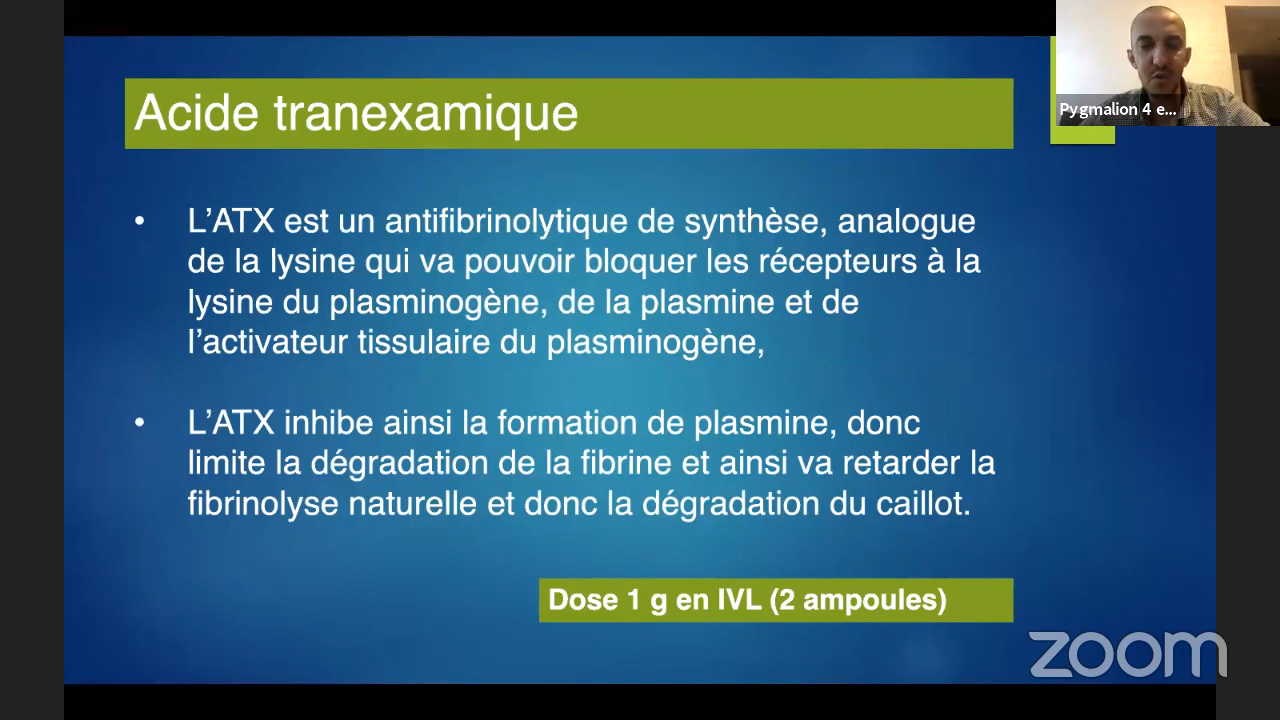 Acide tranexamique
Pygmalion 4 e...
• L’ATX est un antifibrinolytique de synthèse, analogue
de la lysine qui va pouvoir bloquer les récepteurs à la
lysine du plasminogène, de la plasmine et de
l’activateur tissulaire du plasminogène,
• L’ATX inhibe ainsi la formation de plasmine, donc
limite la dégradation de la fibrine et ainsi va retarder la
fibrinolyse naturelle et donc la dégradation du caillot.
Dose 1 g en IVL (2 ampoules)
zoom